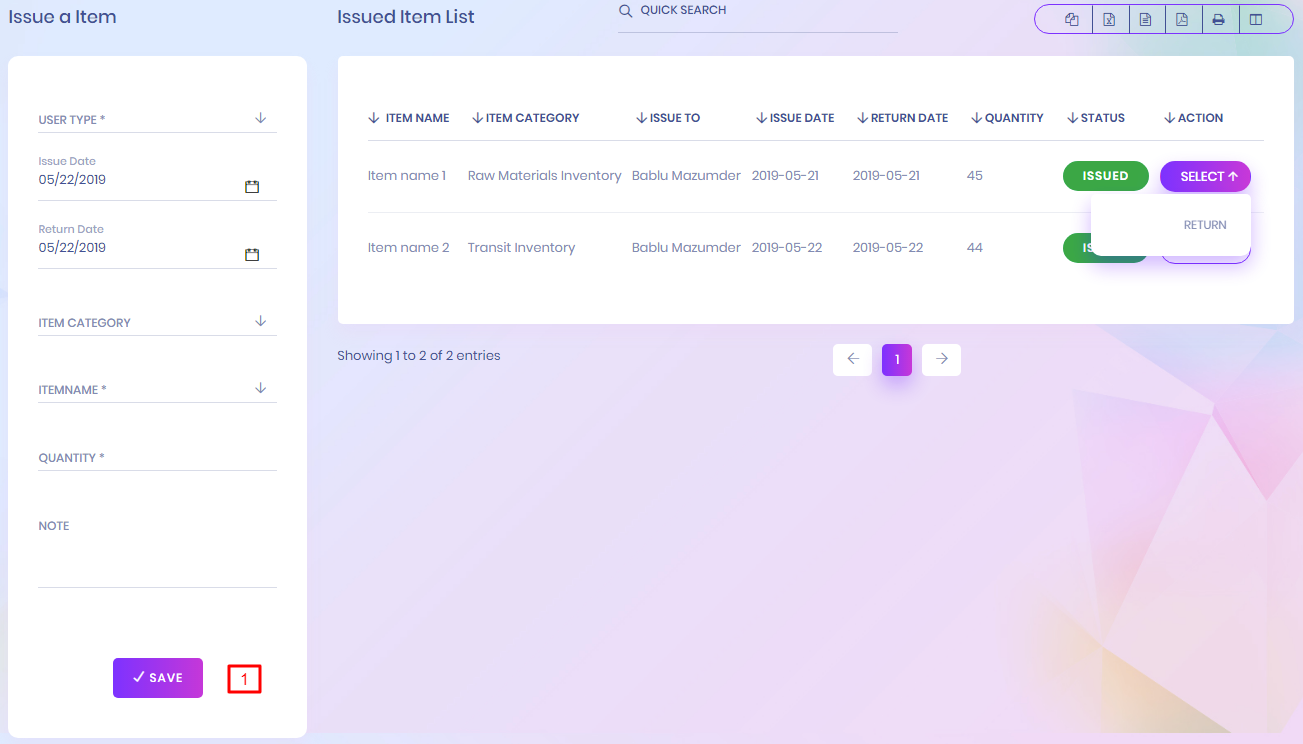 Issue a Item
USER TYPE *
Issue Date
05/22/2019
Return Date
05/22/2019
ITEM CATEGORY
ITEMNAME *
QUANTITY *
NOTE
✓ SAVE
1
Issued Item List
QUICK SEARCH
ITEM NAME ITEM CATEGORY ISSUE TO ISSUE DATE RETURN DATE QUANTITY STATUS ACTION
Item name 1 Raw Materials Inventory Bablu Mazumder 2019-05-21 2019-05-21 45 ISSUED SELECT
RETURN
Item name 2 Transit Inventory Bablu Mazumder 2019-05-22 2019-05-22 44
Showing 1 to 2 of 2 entries
1